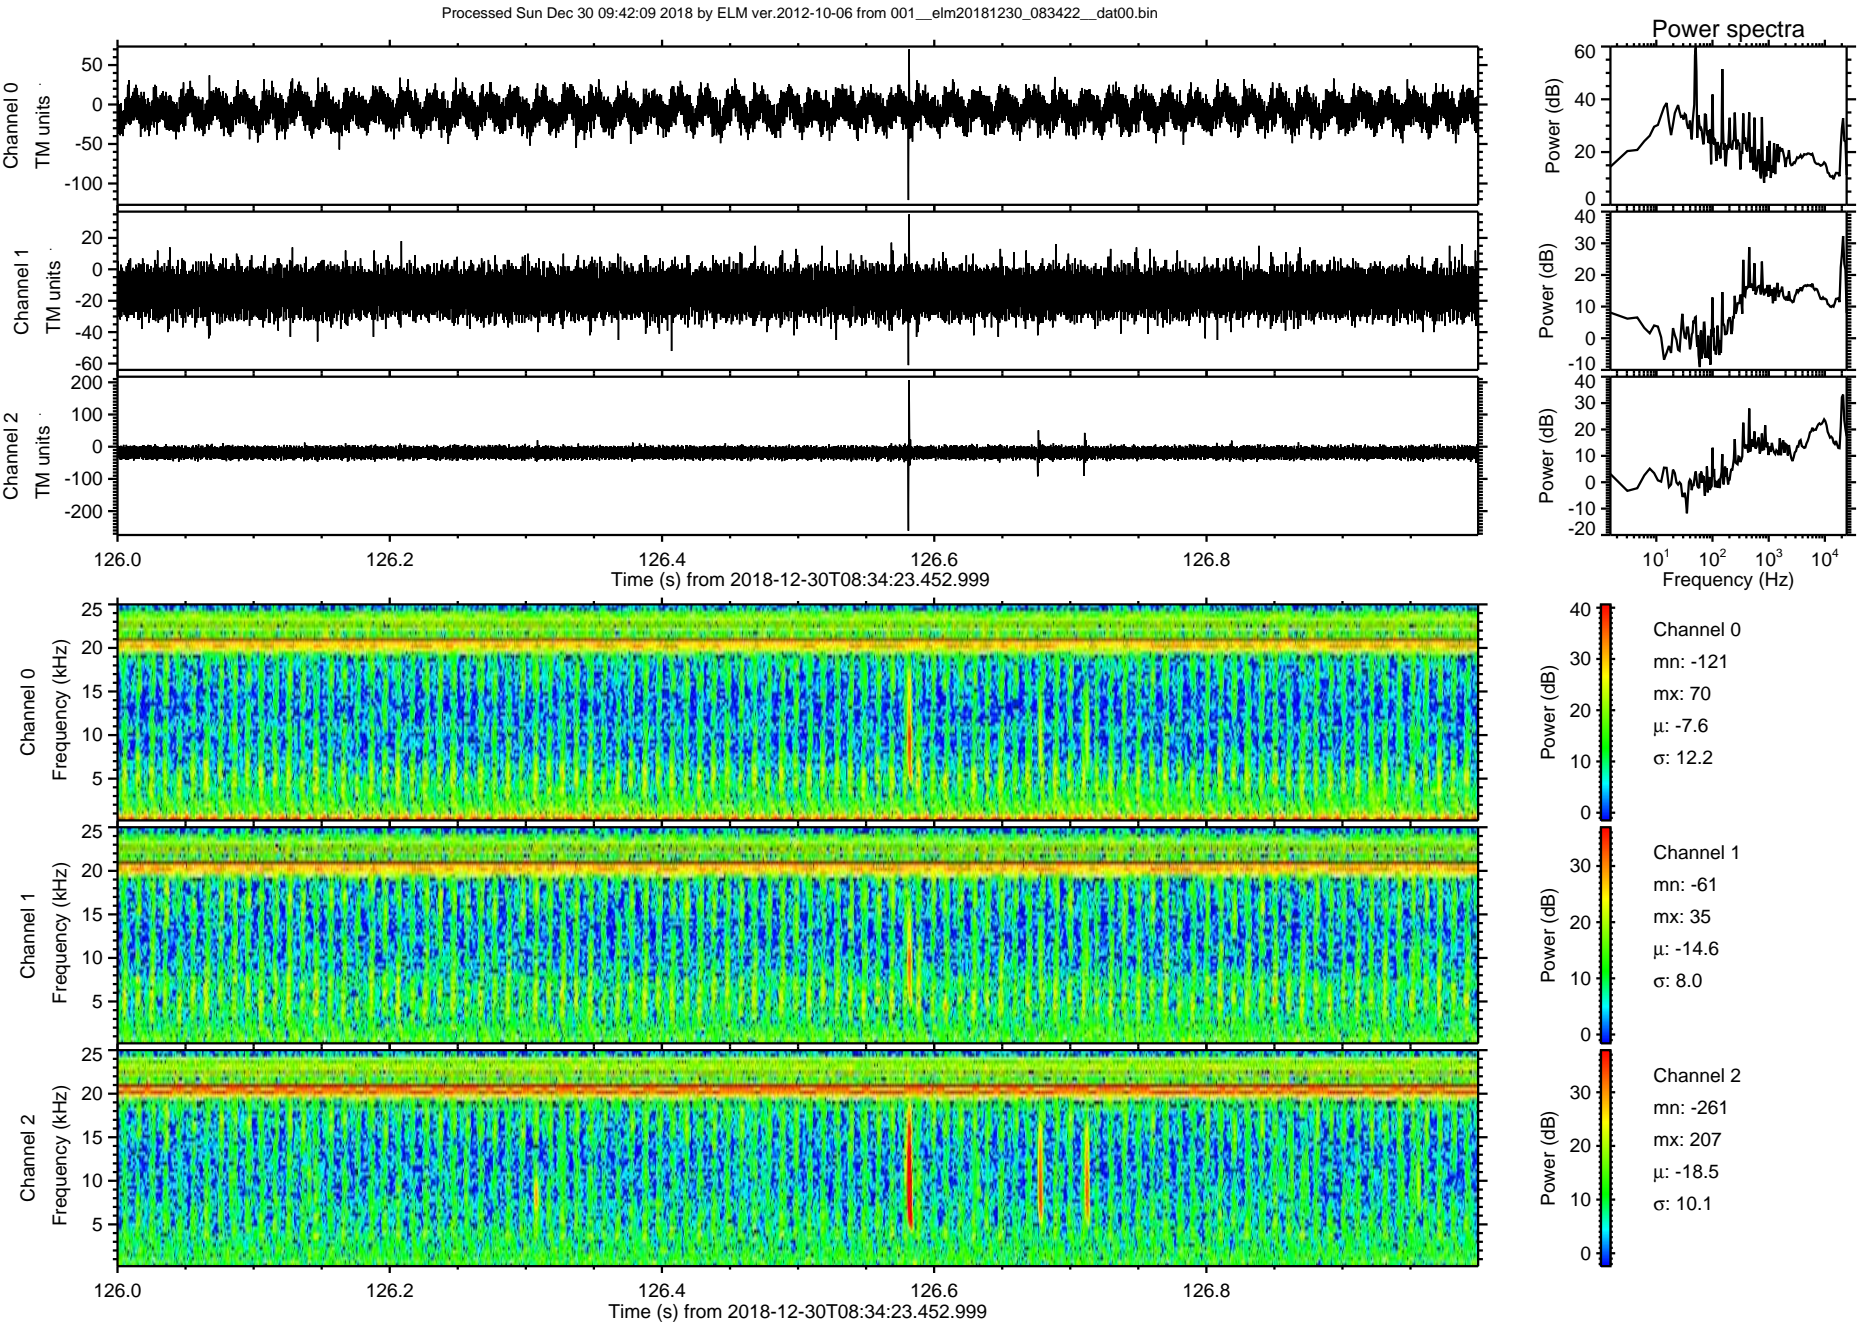 Processed Sun Dec 30 09:42:09 2018 by ELM ver.2012-10-06 from 001__elm20181230_083422__dat00.bin
Power spectra
Channel 0
TM units
50
0
-50
-100
Power (dB)
60
40
20
0
Channel 1
TM units
20
0
-20
-40
-60
Power (dB)
40
30
20
10
0
-10
Channel 2
TM units
200
100
0
-100
-200
Power (dB)
40
30
20
10
0
-10
-20
126.0 126.2 126.4 126.6 126.8
Time (s) from 2018-12-30T08:34:23.452.999
10^1 10^2 10^3 10^4
Frequency (Hz)
Channel 0
Frequency (kHz)
25
20
15
10
5
Power (dB)
40
30
20
10
0
Channel 0
mn: -121
mx: 70
μ: -7.6
σ: 12.2
Channel 1
Frequency (kHz)
25
20
15
10
5
Power (dB)
30
20
10
0
Channel 1
mn: -61
mx: 35
μ: -14.6
σ: 8.0
Channel 2
Frequency (kHz)
25
20
15
10
5
Power (dB)
30
20
10
0
Channel 2
mn: -261
mx: 207
μ: -18.5
σ: 10.1
126.0 126.2 126.4 126.6 126.8
Time (s) from 2018-12-30T08:34:23.452.999